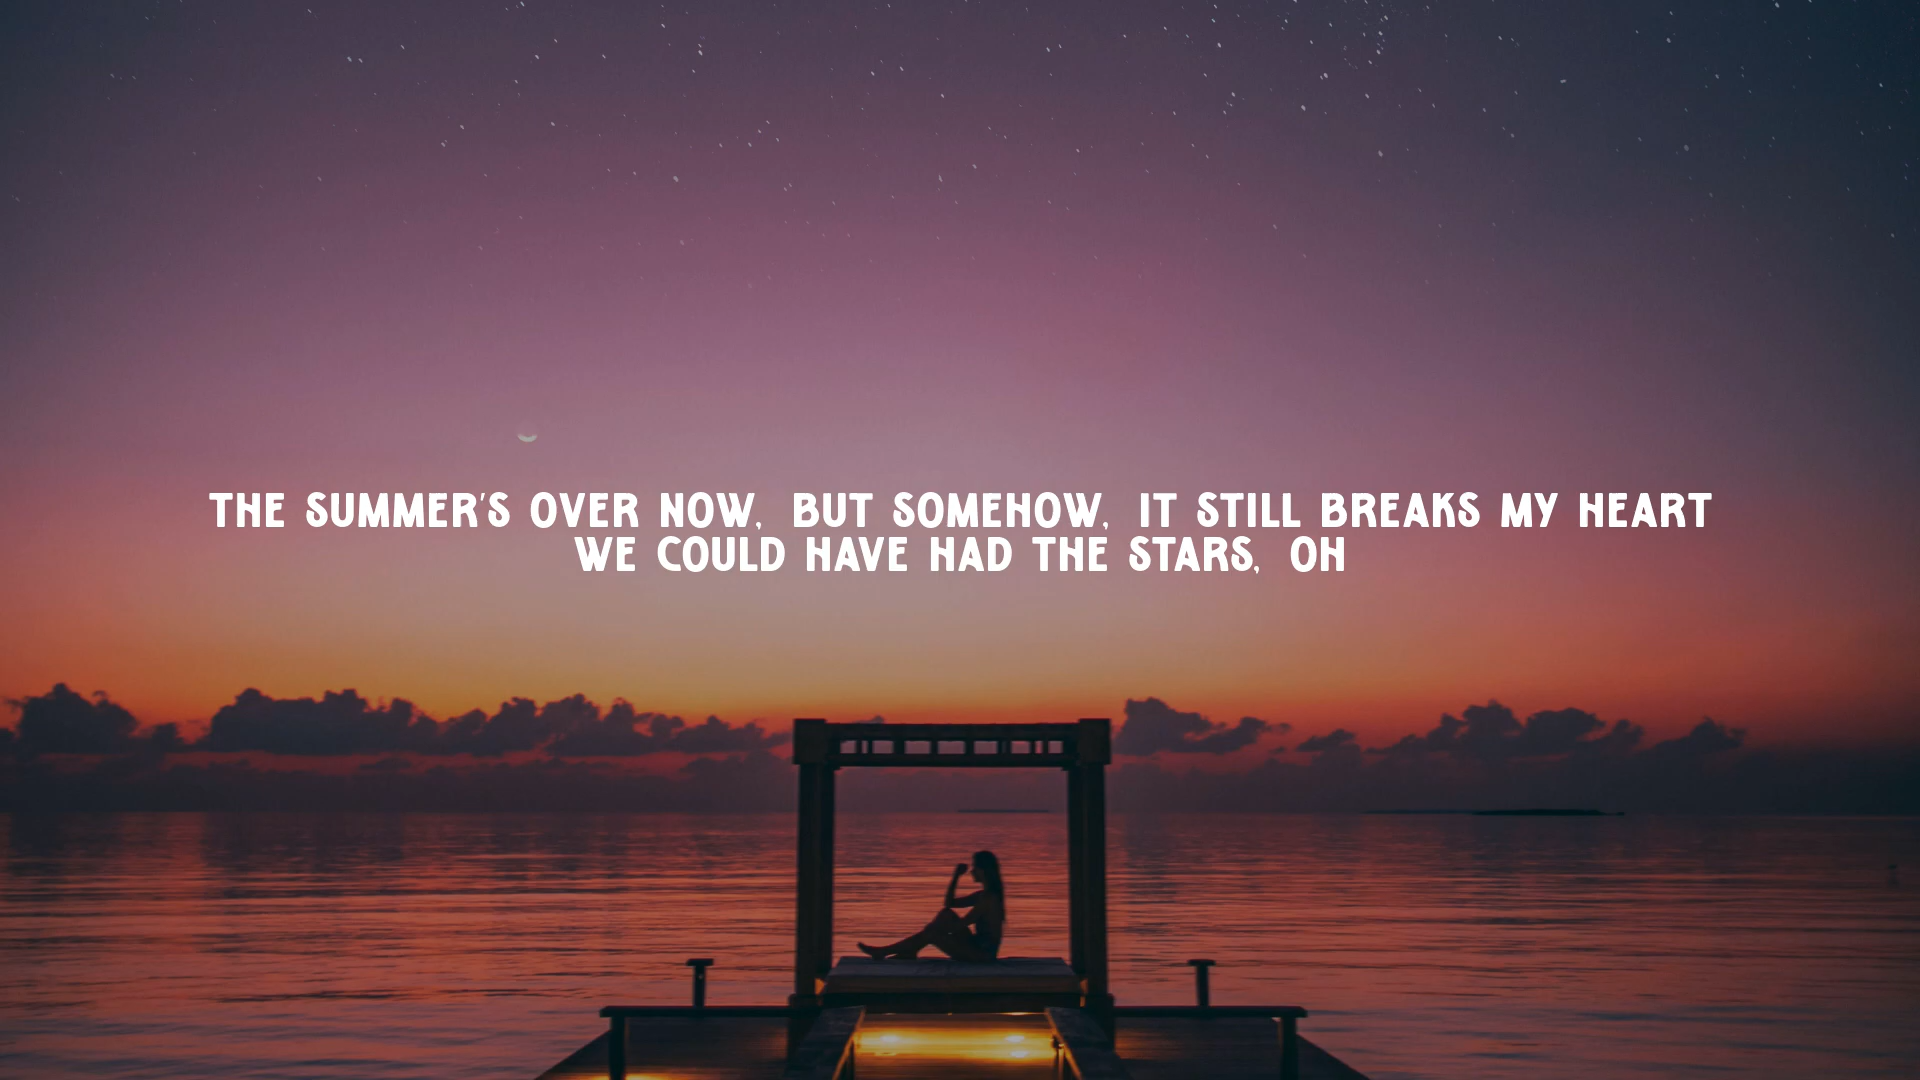 THE SUMMER'S OVER NOW, BUT SOMEHOW, IT STILL BREAKS MY HEART
WE COULD HAVE HAD THE STARS, OH